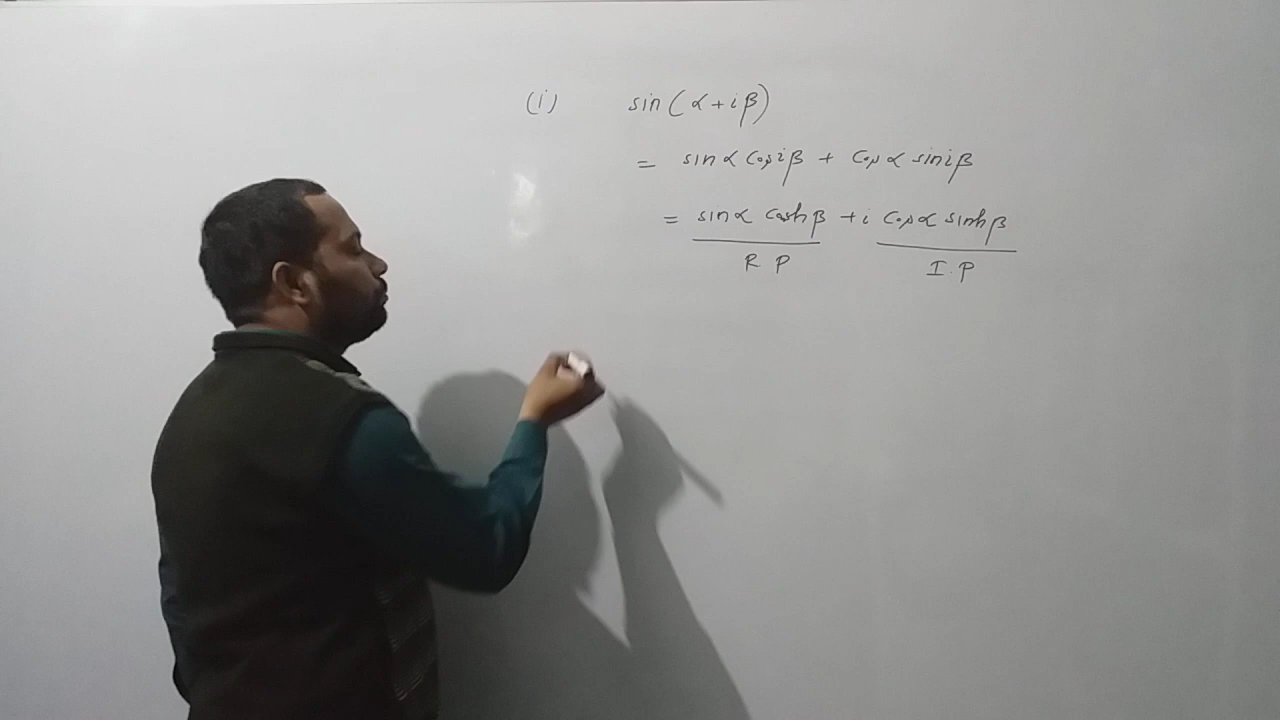 (i) sin(α+iβ)
= sinα cosiβ + cosα siniβ
= sinα coshβ + i cosα sinhβ
R.P I.P